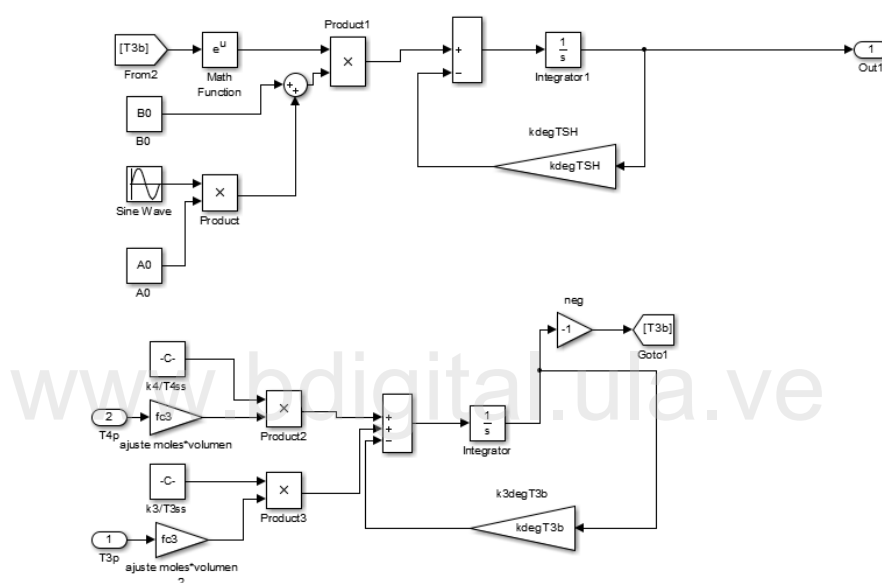 Product1
[T3b]
e^u
×
+
−
1
s
1
From2
Math
Function
+
+
Integrator1
Out1
B0
B0
kdegTSH
kdegTSH
×
Sine Wave
Product
A0
A0
neg
-1
[T3b]
Goto1
-C-
k4/T4ss
www.bdigital.ula.ve
2
fc3
×
+
+
−
1
s
T4p
ajuste moles*volumen
Product2
Integrator
-C-
k3/T3ss
×
Product3
k3degT3b
kdegT3b
1
fc3
T3p
ajuste moles*volumen
2